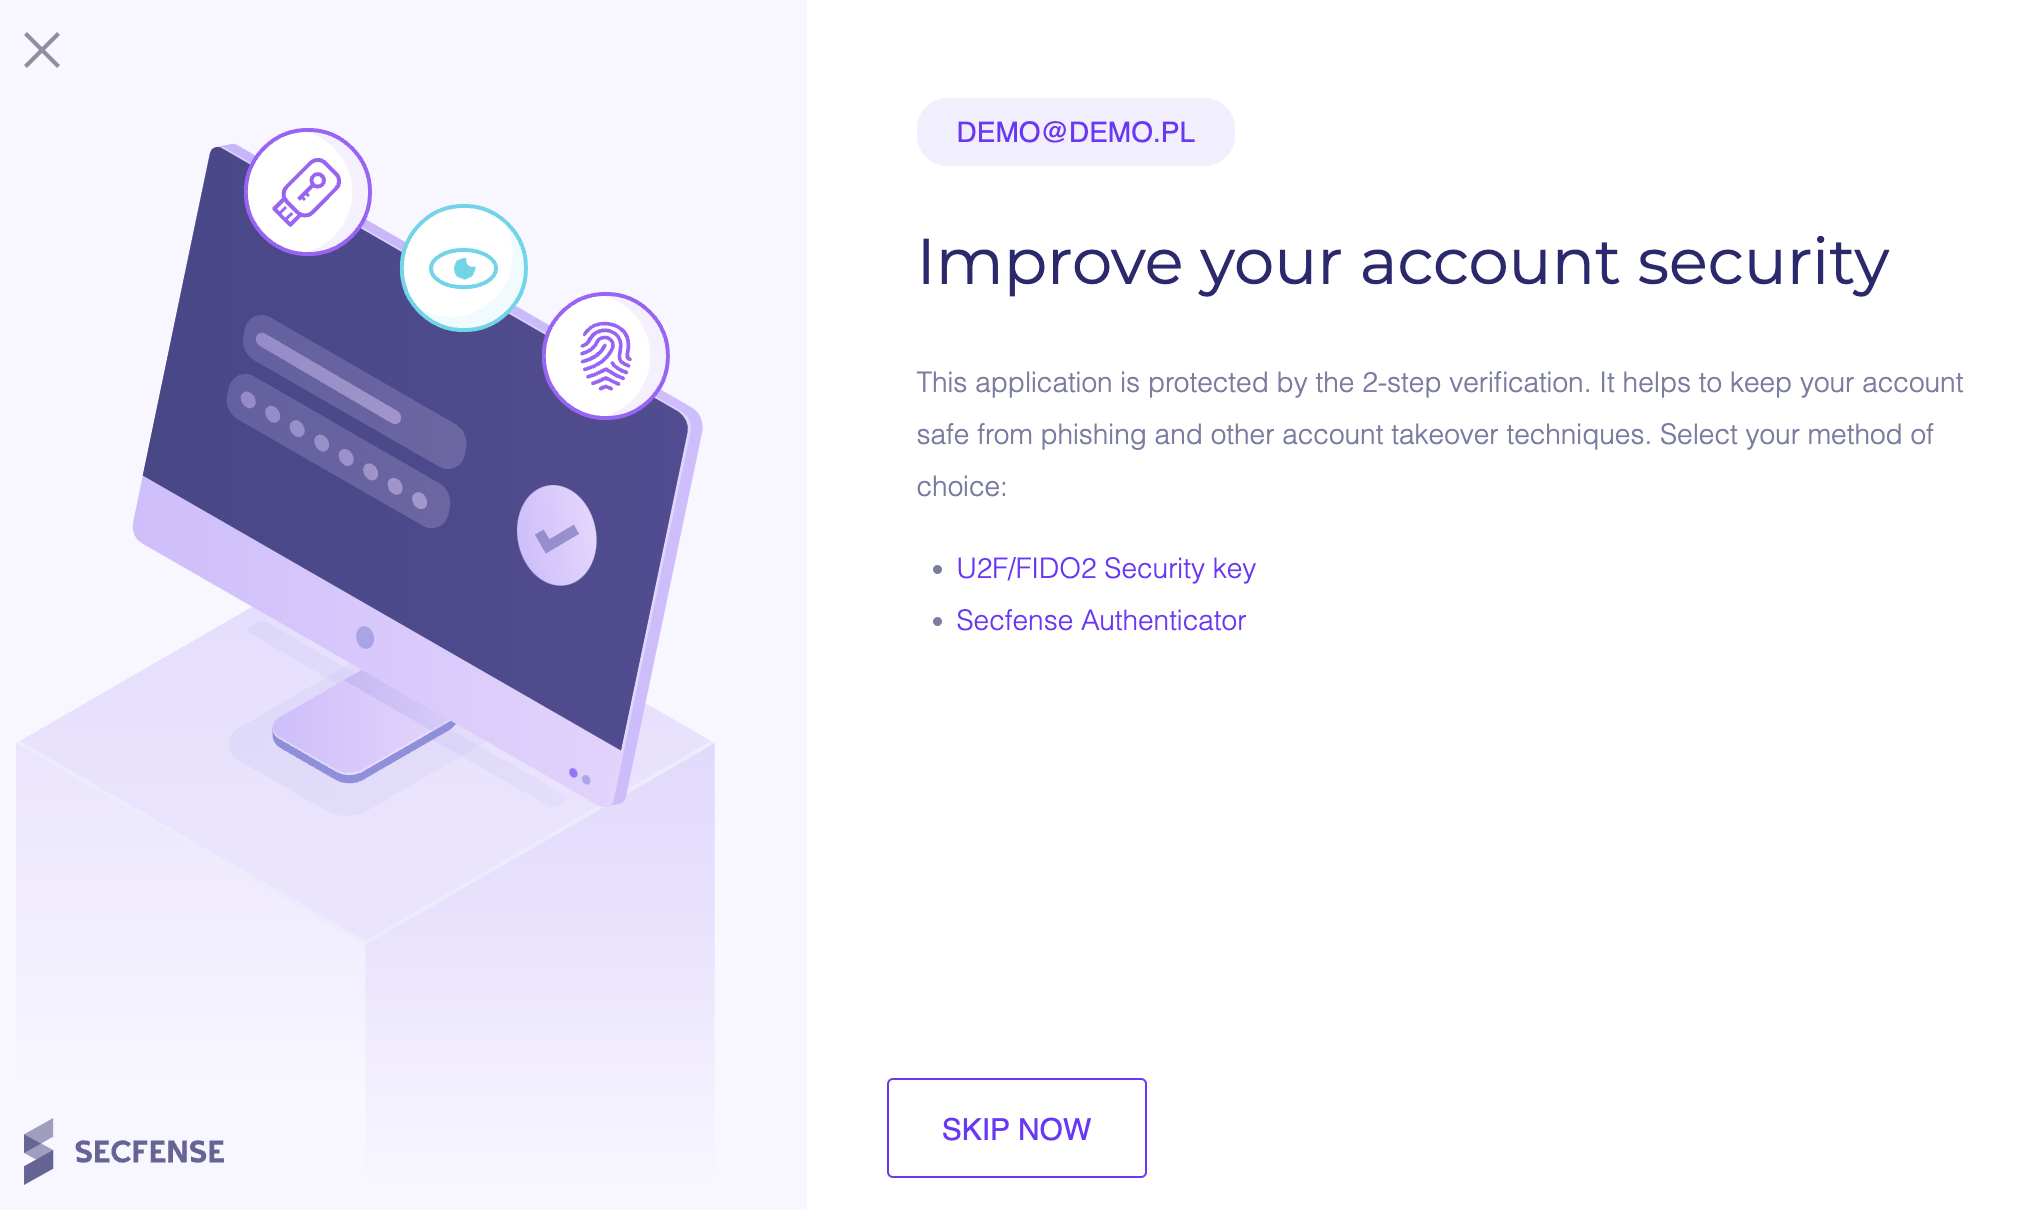 DEMO@DEMO.PL
Improve your account security
This application is protected by the 2-step verification. It helps to keep your account
safe from phishing and other account takeover techniques. Select your method of
choice:
U2F/FIDO2 Security key
Secfense Authenticator
SKIP NOW
SECFENSE